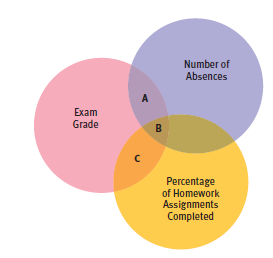 Number of
Absences
A
Exam
Grade
B
C
Percentage
of Homework
Assignments
Completed